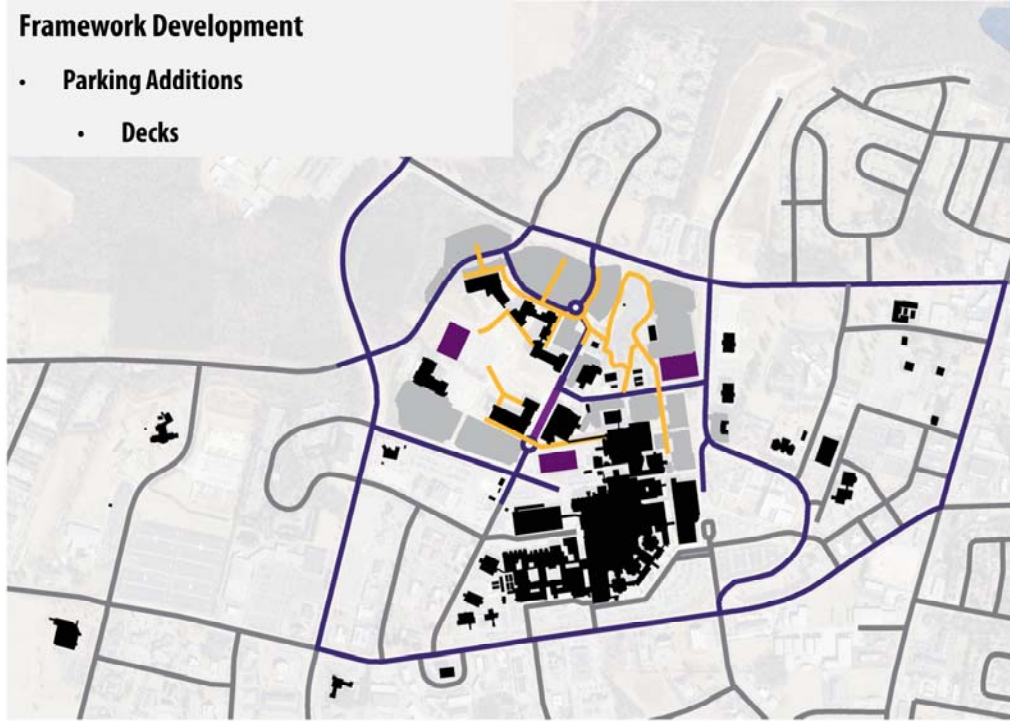 Framework Development
• Parking Additions
• Decks